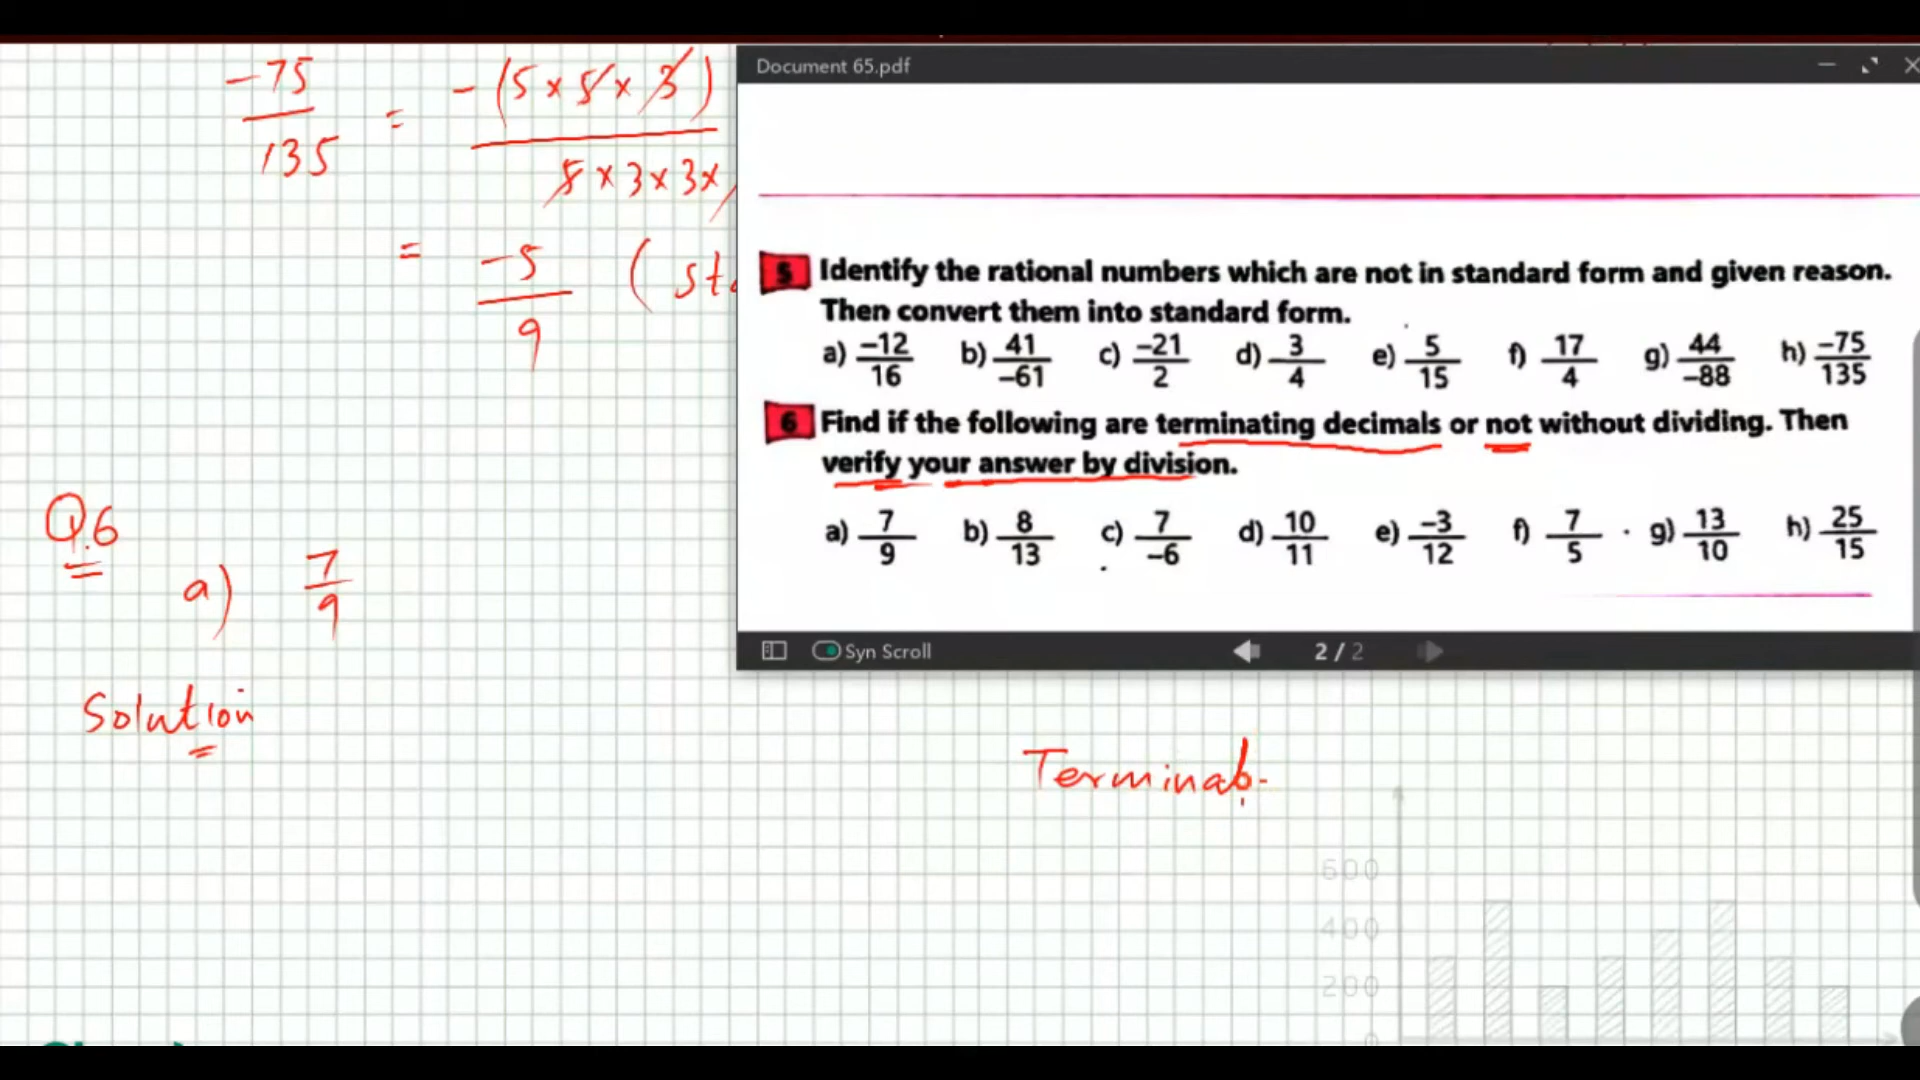 -75/135 = -(5 × 5 × 3)/5 × 3 × 3 ×
= -5/9 (
Document 65.pdf
5 Identify the rational numbers which are not in standard form and given reason.
Then convert them into standard form.
a) -12/16 b) 41/-61 c) -21/2 d) 3/4 e) 5/15 f) 17/4 g) 44/-88 h) -75/135
6 Find if the following are terminating decimals or not without dividing. Then
verify your answer by division.
a) 7/9 b) 8/13 c) 7/-6 d) 10/11 e) -3/12 f) 7/5 g) 13/10 h) 25/15
Syn Scroll
2 / 2
Q.6
a) 7/9
Solution
600
400
200
0